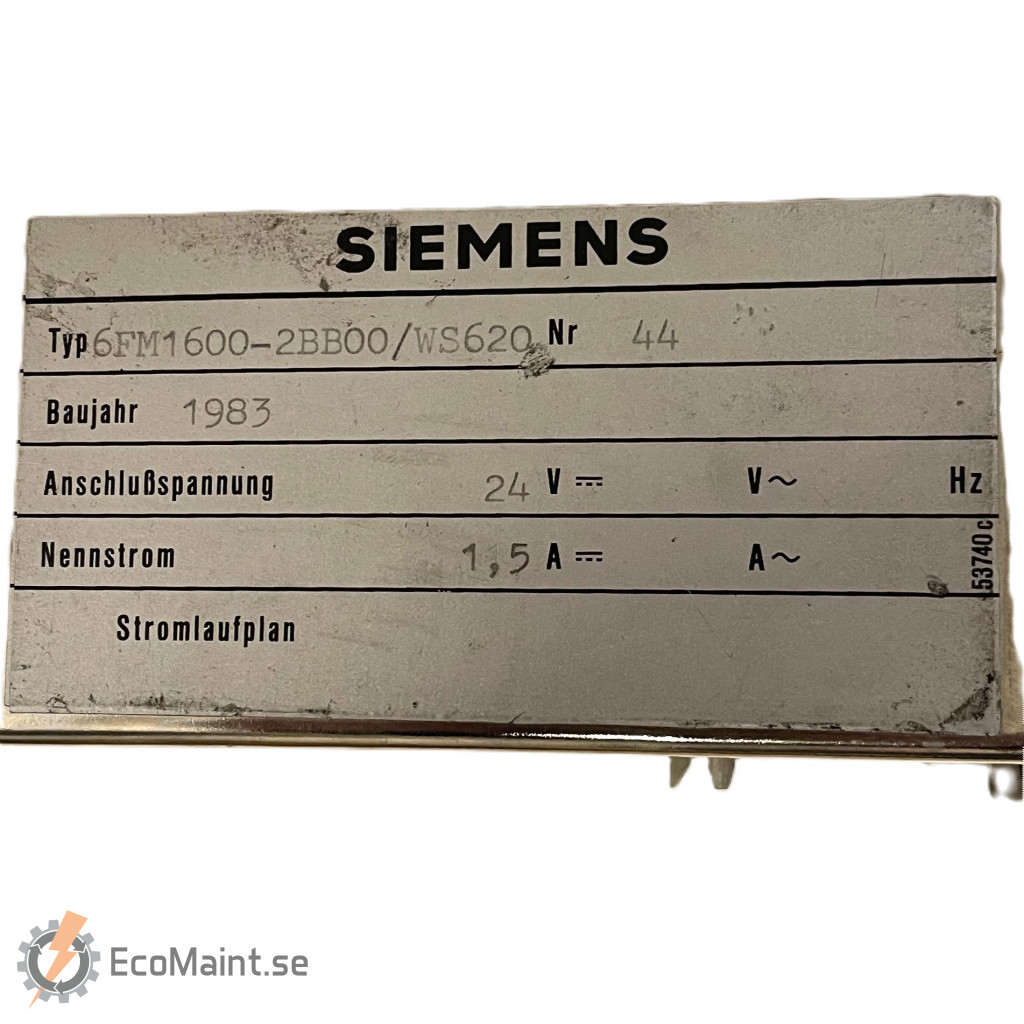 SIEMENS
Typ 6FM1600-2BB00/WS620 Nr 44
Baujahr 1983
Anschlußspannung 24 V ⎓ V∼ Hz
Nennstrom 1,5 A ⎓ A∼
53740 c
Stromlaufplan
EcoMaint.se